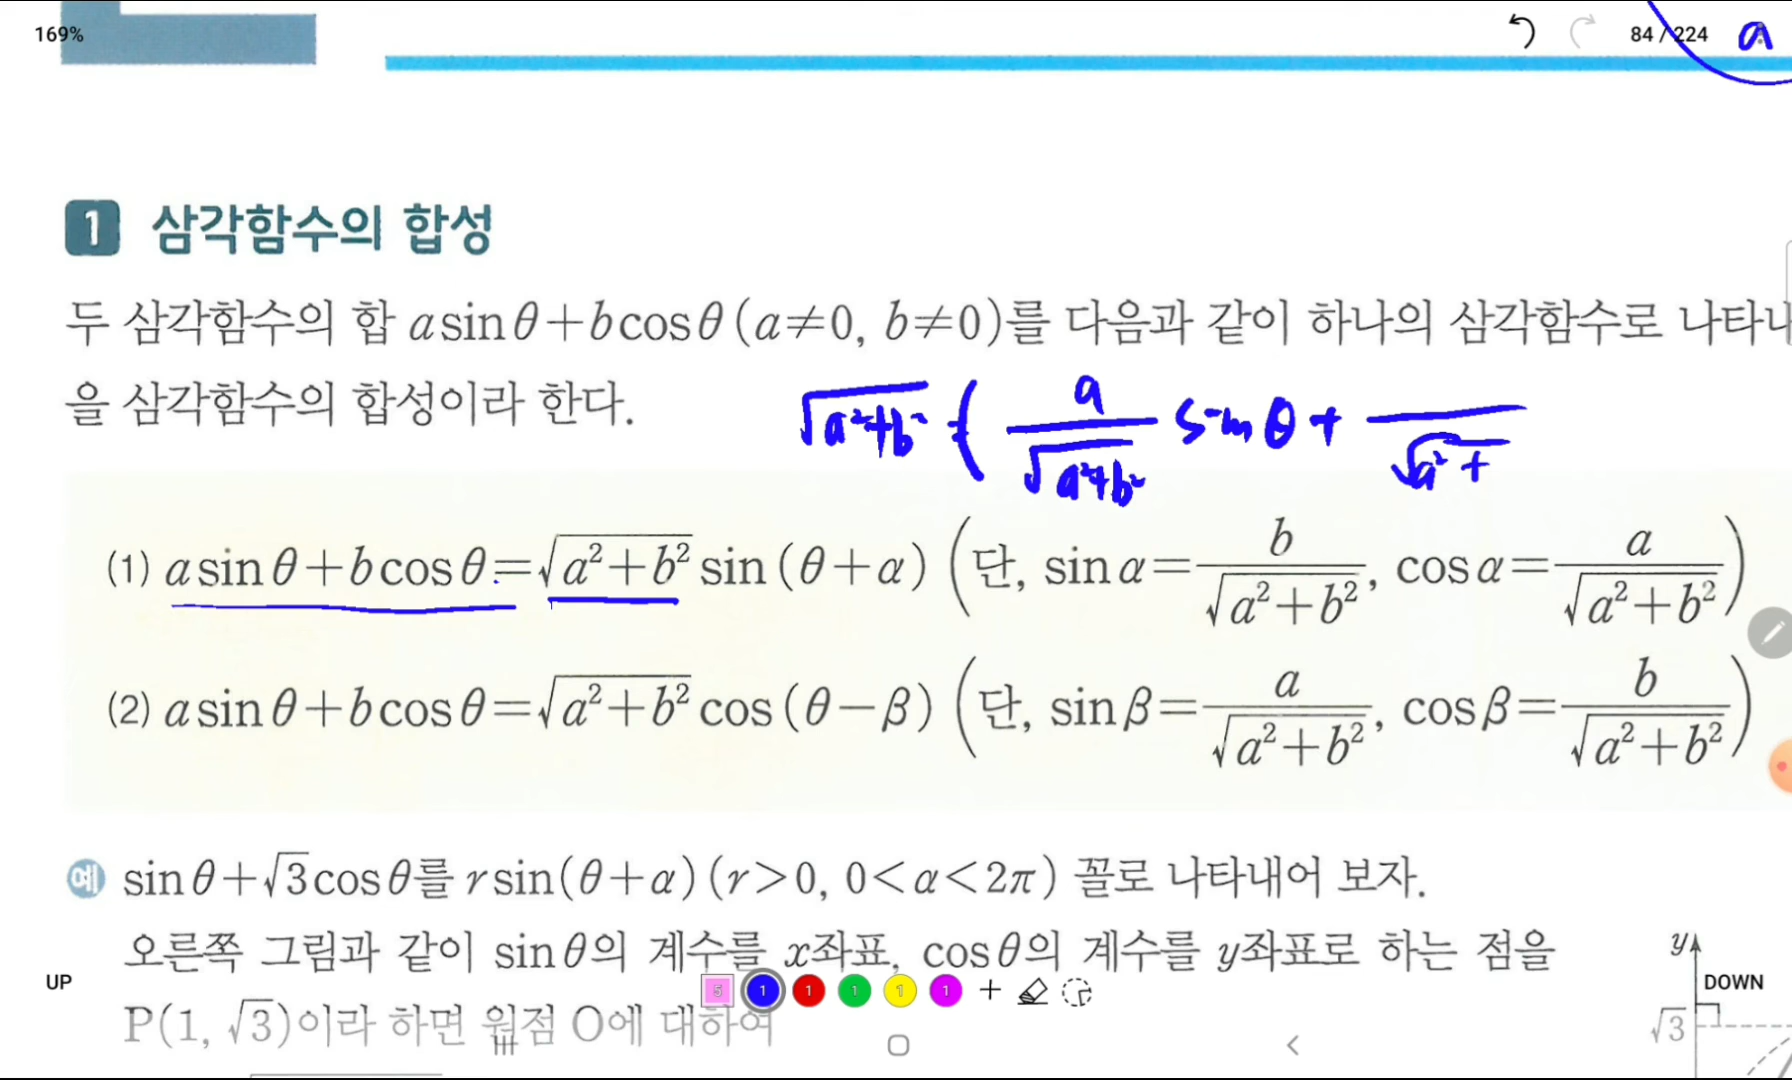 169%
84 / 224
a
1 삼각함수의 합성
두 삼각함수의 합 a sin θ + b cos θ (a≠0, b≠0)를 다음과 같이 하나의 삼각함수로 나타내
을 삼각함수의 합성이라 한다.
√(a²+b²) ( a/√(a²+b²) sin θ + /√(a²+
(1) a sin θ + b cos θ = √(a²+b²) sin (θ+α) (단, sin α = b/√(a²+b²), cos α = a/√(a²+b²))
(2) a sin θ + b cos θ = √(a²+b²) cos (θ−β) (단, sin β = a/√(a²+b²), cos β = b/√(a²+b²))
예 sin θ + √3 cos θ를 r sin(θ+α) (r>0, 0<α<2π) 꼴로 나타내어 보자.
오른쪽 그림과 같이 sin θ의 계수를 x좌표, cos θ의 계수를 y좌표로 하는 점을
P(1, √3)이라 하면 원점 O에 대하여
y
√3
UP
DOWN
5 1 1 1 1 1 +